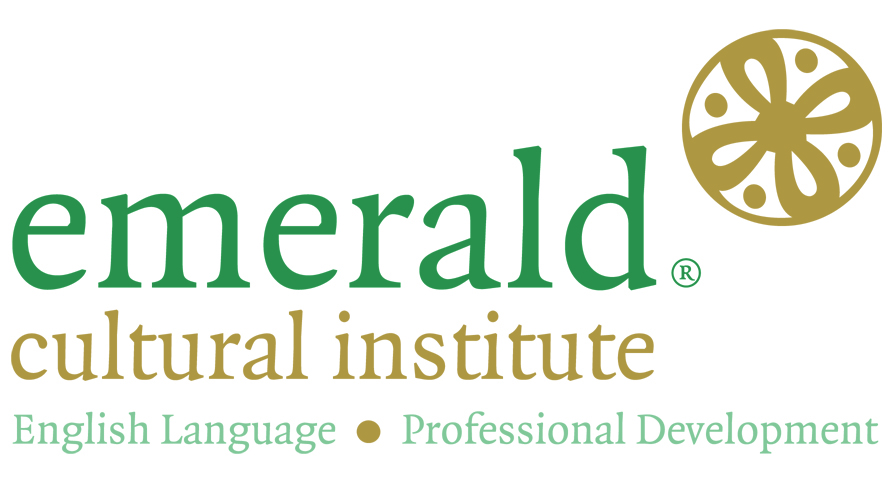 emerald®
cultural institute
English Language • Professional Development